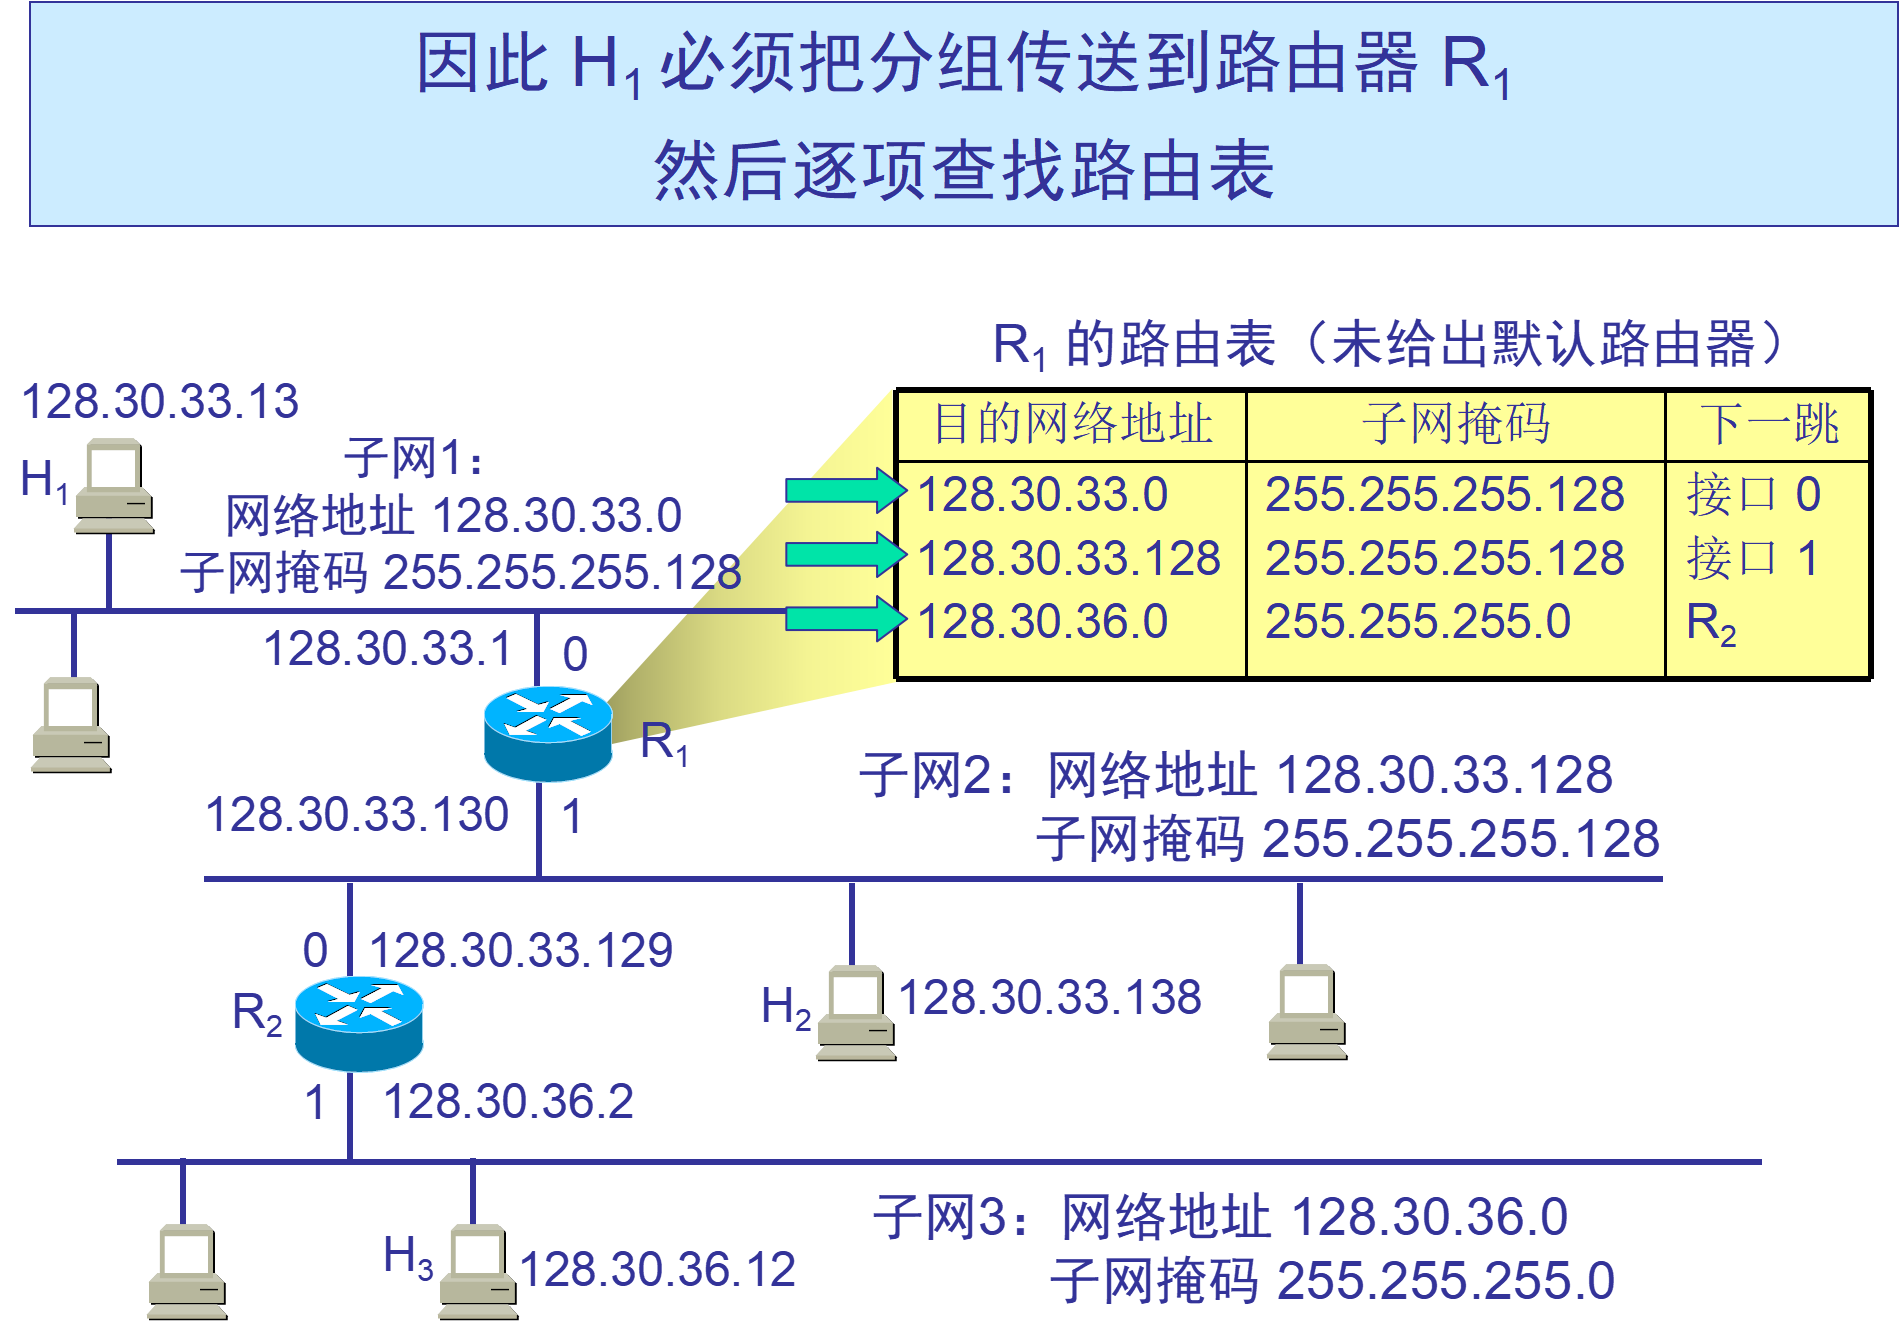 因此 H1 必须把分组传送到路由器 R1
然后逐项查找路由表
R1 的路由表（未给出默认路由器）
目的网络地址 子网掩码 下一跳
128.30.33.0 255.255.255.128 接口 0
128.30.33.128 255.255.255.128 接口 1
128.30.36.0 255.255.255.0 R2
128.30.33.13
H1
子网1：
网络地址 128.30.33.0
子网掩码 255.255.255.128
128.30.33.1 0
R1
128.30.33.130 1
子网2：网络地址 128.30.33.128
子网掩码 255.255.255.128
0 128.30.33.129
R2
H2 128.30.33.138
1 128.30.36.2
H3 128.30.36.12
子网3：网络地址 128.30.36.0
子网掩码 255.255.255.0